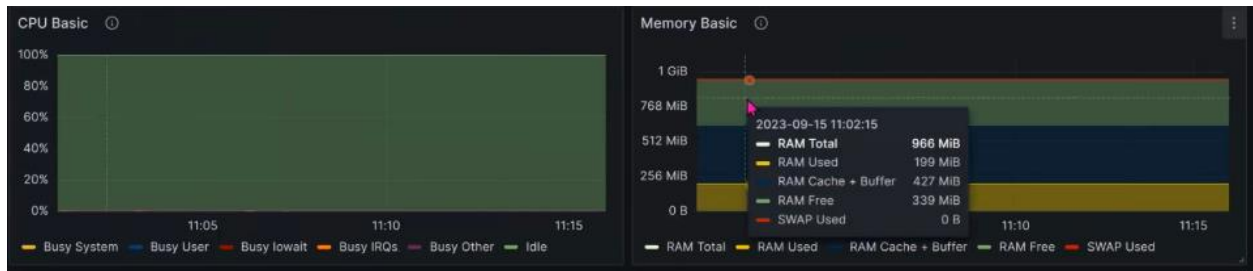 CPU Basic
100%
80%
60%
40%
20%
0%
11:05 11:10 11:15
Busy System Busy User Busy Iowait Busy IRQs Busy Other Idle
Memory Basic
1 GiB
768 MiB
512 MiB
256 MiB
0 B
2023-09-15 11:02:15
RAM Total 966 MiB
RAM Used 199 MiB
RAM Cache + Buffer 427 MiB
RAM Free 339 MiB
SWAP Used 0 B
11:10 11:15
RAM Total RAM Used RAM Cache + Buffer RAM Free SWAP Used